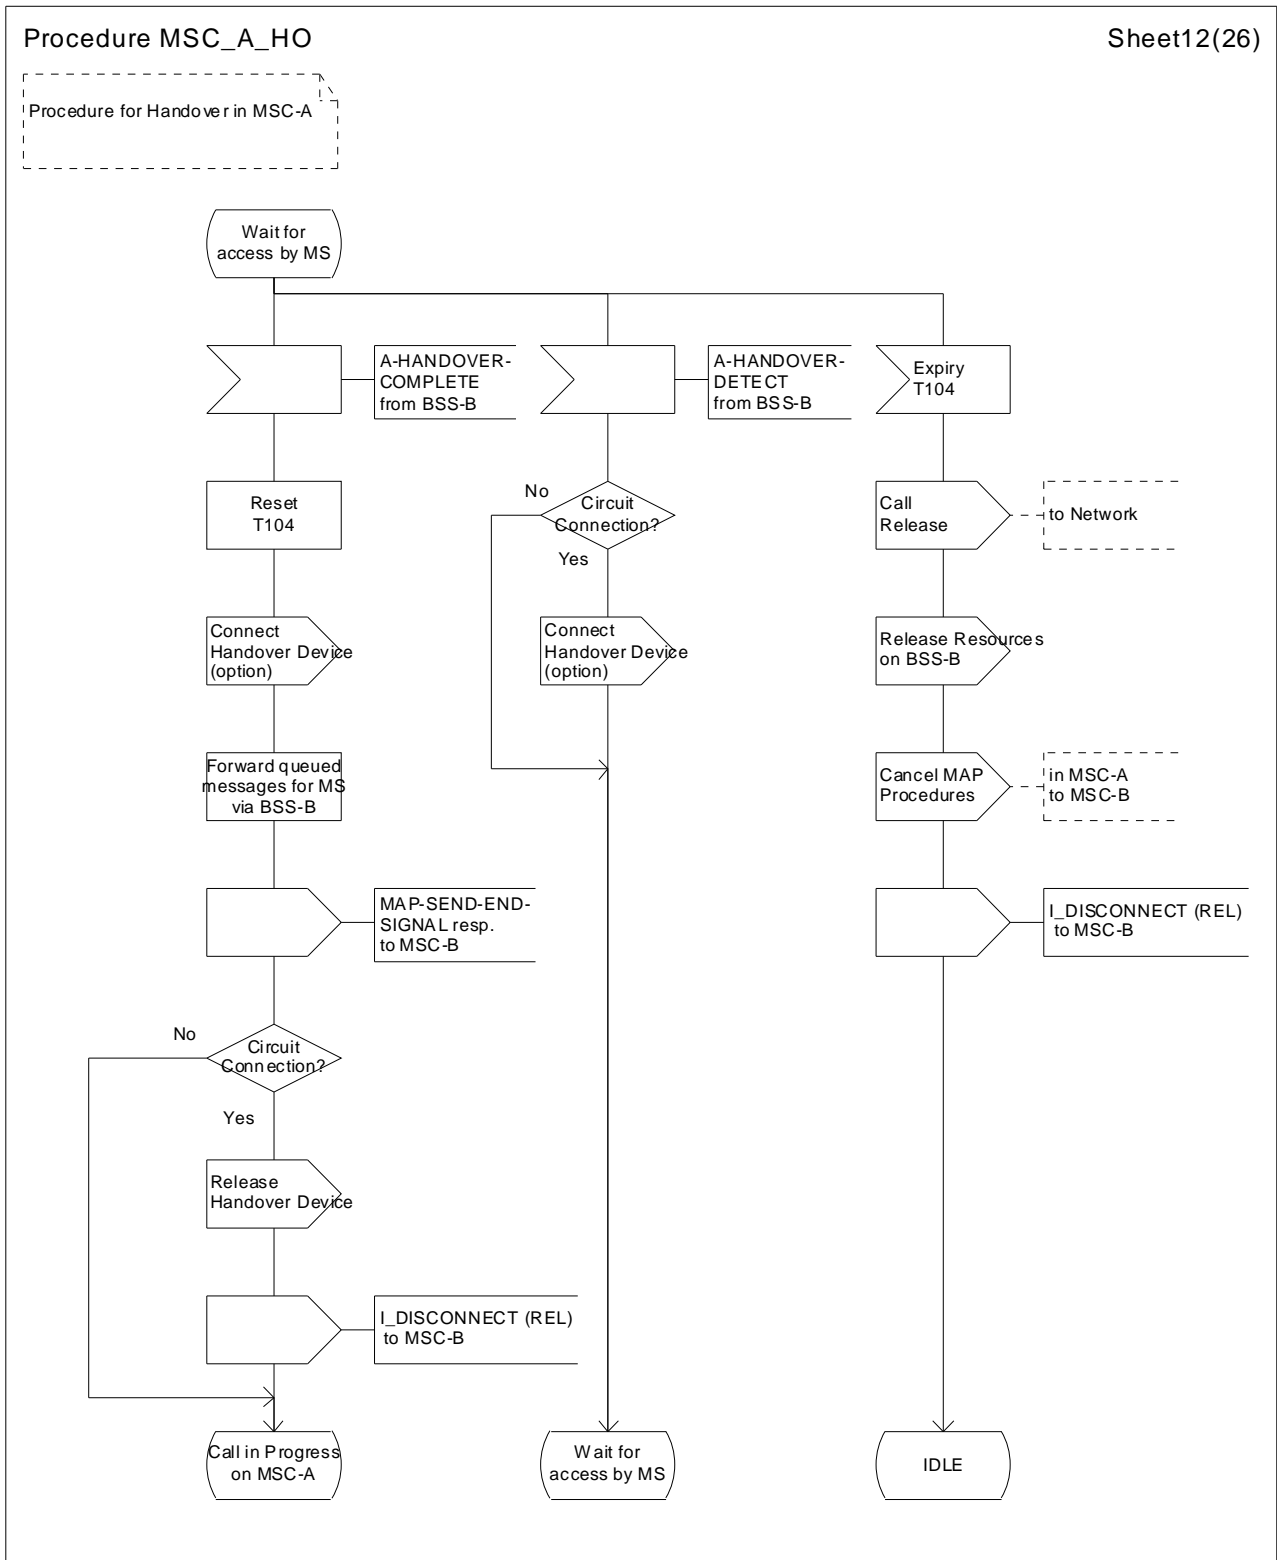 Procedure MSC_A_HO
Sheet12(26)
Procedure for Handover in MSC-A
Wait for
access by MS
A-HANDOVER-
COMPLETE
from BSS-B
A-HANDOVER-
DETECT
from BSS-B
Expiry
T104
Reset
T104
No
Circuit
Connection?
Yes
Call
Release
to Network
Connect
Handover Device
(option)
Connect
Handover Device
(option)
Release Resources
on BSS-B
Forward queued
messages for MS
via BSS-B
Cancel MAP
Procedures
in MSC-A
to MSC-B
MAP-SEND-END-
SIGNAL resp.
to MSC-B
I_DISCONNECT (REL)
to MSC-B
No
Circuit
Connection?
Yes
Release
Handover Device
I_DISCONNECT (REL)
to MSC-B
Call in Progress
on MSC-A
Wait for
access by MS
IDLE